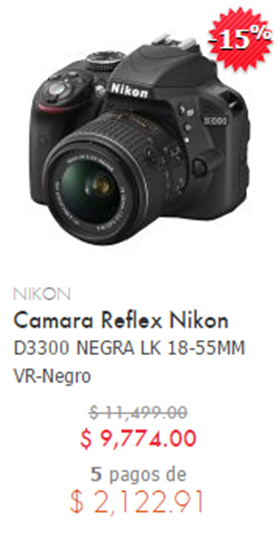 -15%
Nikon
D3300
NIKON
Camara Reflex Nikon
D3300 NEGRA LK 18-55MM
VR-Negro
$ 11,499.00
$ 9,774.00
5 pagos de
$ 2,122.91